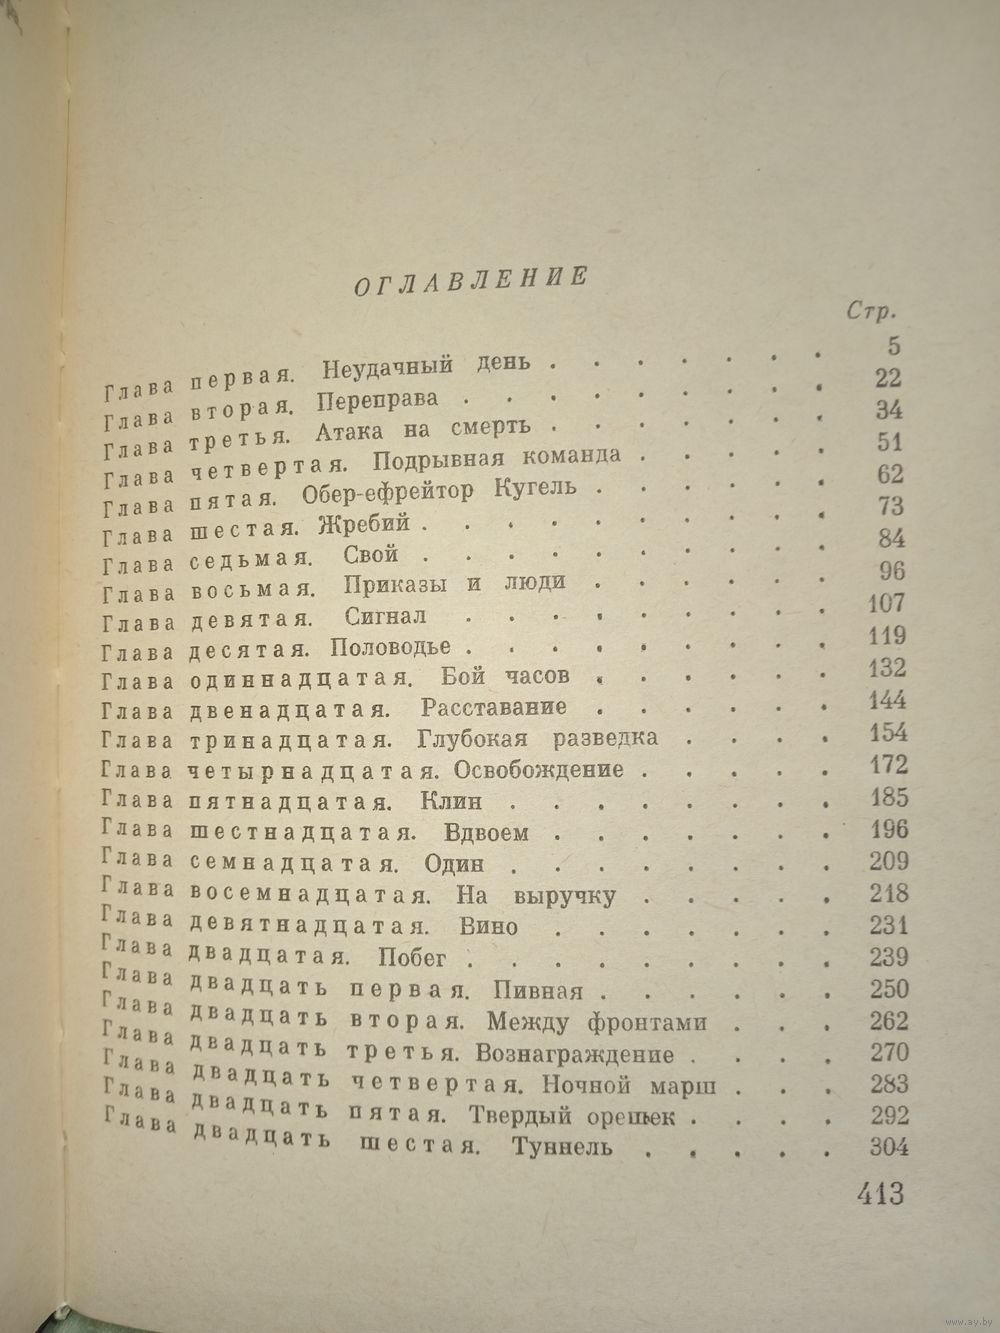 ОГЛАВЛЕНИЕ
Стр.
Глава первая. Неудачный день . . . . . . . 5
Глава вторая. Переправа . . . . . . . . . 22
Глава третья. Атака на смерть . . . . . . . 34
Глава четвертая. Подрывная команда . . . . . 51
Глава пятая. Обер-ефрейтор Кугель . . . . . . 62
Глава шестая. Жребий . . . . . . . . . . 73
Глава седьмая. Свой . . . . . . . . . . 84
Глава восьмая. Приказы и люди . . . . . . 96
Глава девятая. Сигнал . . . . . . . . . 107
Глава десятая. Половодье . . . . . . . . . 119
Глава одиннадцатая. Бой часов . . . . . . 132
Глава двенадцатая. Расставание . . . . . . 144
Глава тринадцатая. Глубокая разведка . . . . 154
Глава четырнадцатая. Освобождение . . . . . 172
Глава пятнадцатая. Клин . . . . . . . . 185
Глава шестнадцатая. Вдвоем . . . . . . . 196
Глава семнадцатая. Один . . . . . . . . 209
Глава восемнадцатая. На выручку . . . . . 218
Глава девятнадцатая. Вино . . . . . . . 231
Глава двадцатая. Побег . . . . . . . . . 239
Глава двадцать первая. Пивная . . . . . . 250
Глава двадцать вторая. Между фронтами . . . 262
Глава двадцать третья. Вознаграждение . . . . 270
Глава двадцать четвертая. Ночной марш . . . 283
Глава двадцать пятая. Твердый орешек . . . . 292
Глава двадцать шестая. Туннель . . . . . 304
413
www.ay.by